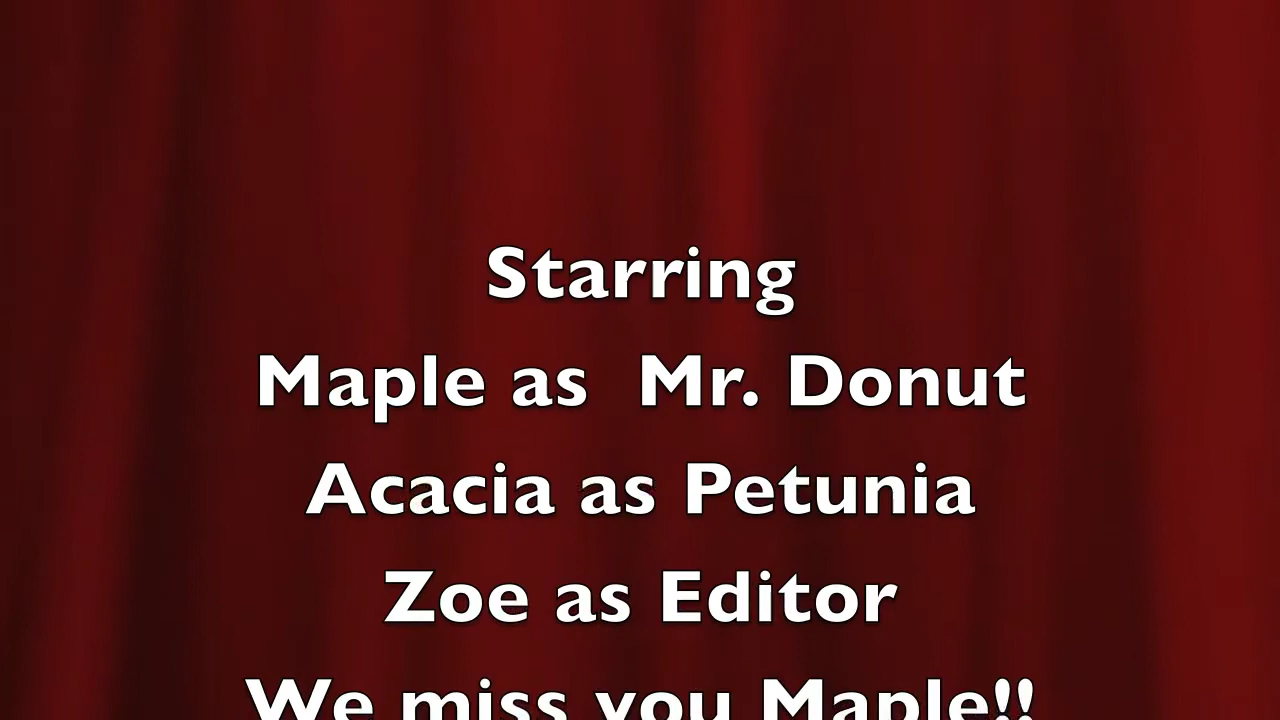 Starring
Maple as  Mr. Donut
Acacia as Petunia
Zoe as Editor
We miss you Maple!!